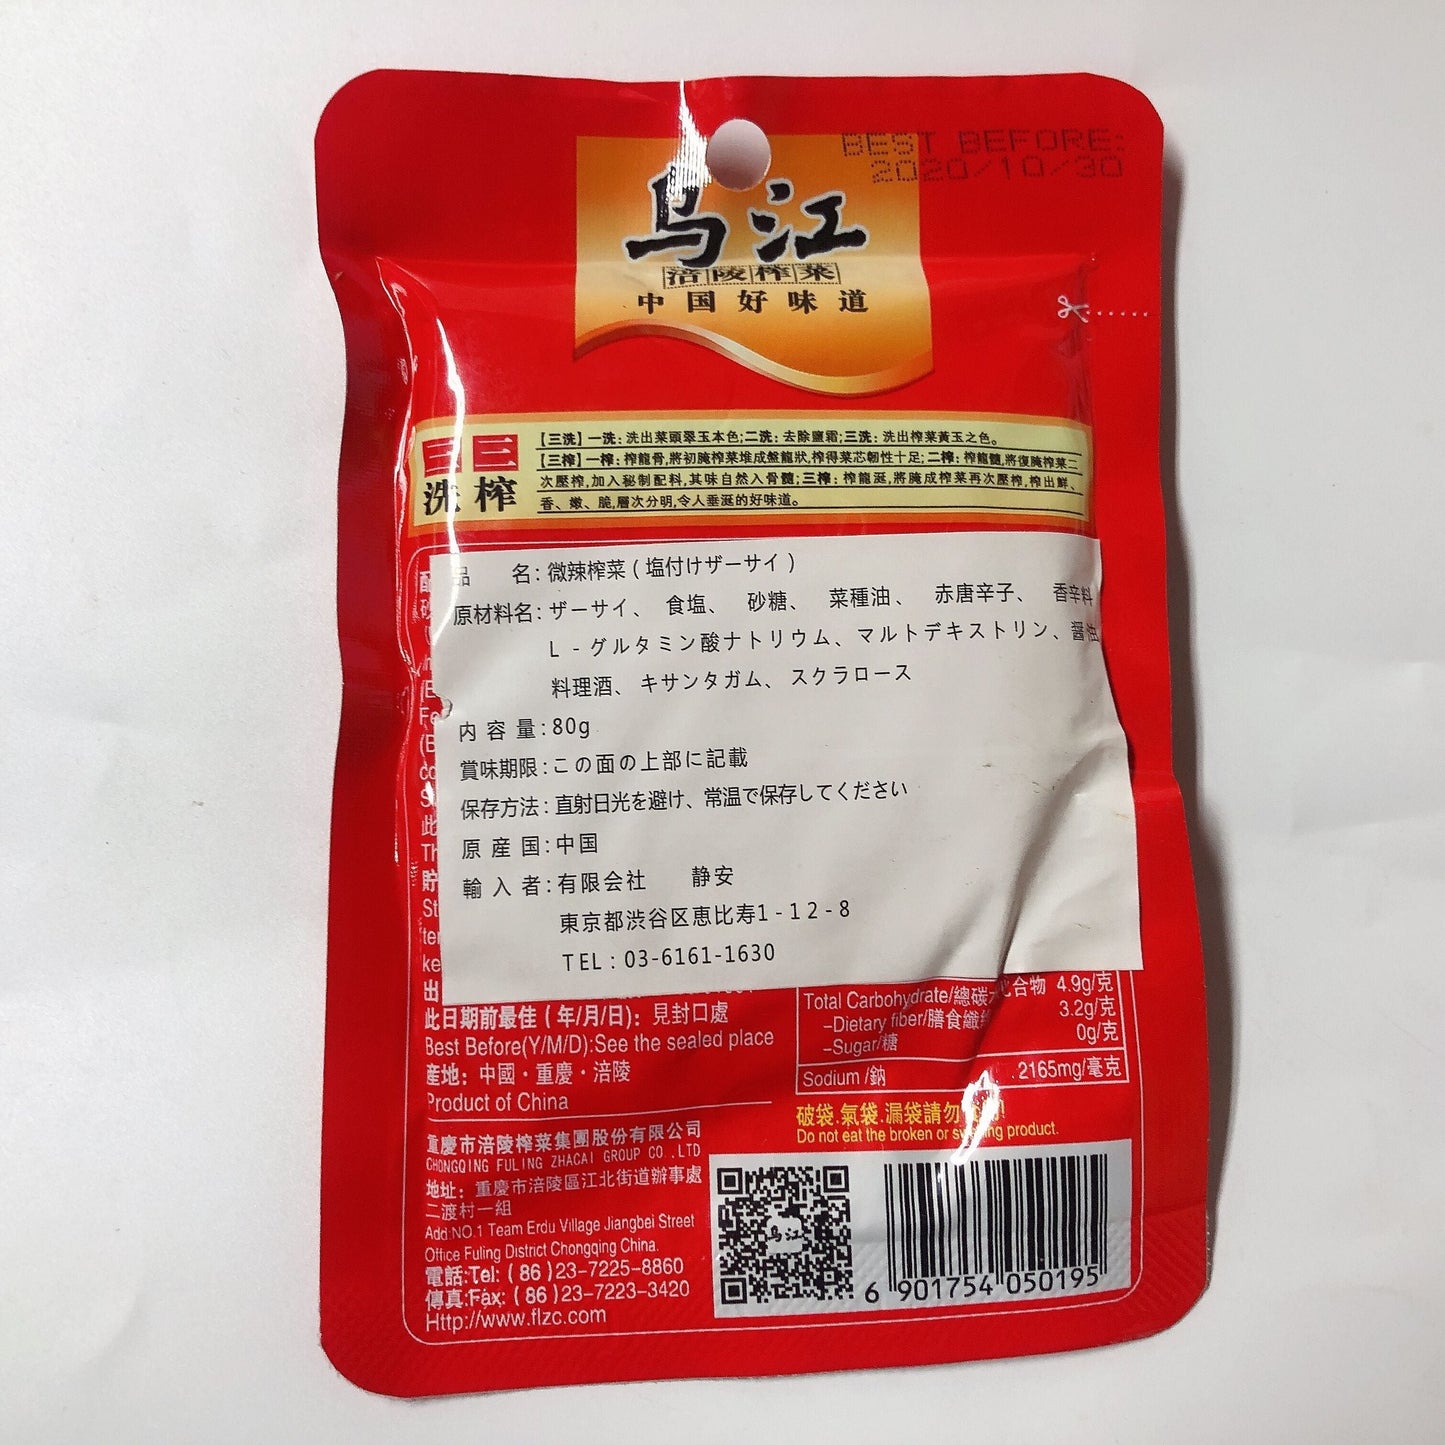 BEST BEFORE:
2020/10/30
乌江
涪陵榨菜
中国好味道
三三
洗榨
【三洗】一洗: 洗出菜頭翠玉本色;二洗: 去除鹽霜;三洗: 洗出榨菜黃玉之色。
【三榨】一榨: 榨龍骨,將初腌榨菜堆成盤龍狀,榨得菜芯韌性十足;二榨: 榨龍髓,將復腌榨菜二
次壓榨,加入秘制配料,其味自然入骨髓;三榨: 榨龍涎,將腌成榨菜再次壓榨,榨出鮮、
香、嫩、脆,層次分明,令人垂涎的好味道。
品 名: 微辣榨菜 ( 塩付けザーサイ )
原材料名: ザーサイ、 食塩、 砂糖、 菜種油、 赤唐辛子、 香辛料
L - グルタミン酸ナトリウム、マルトデキストリン、醤油
料理酒、キサンタガム、スクラロース
内 容 量: 80g
賞味期限: この面の上部に記載
保存方法: 直射日光を避け、常温で保存してください
原 産 国: 中国
輸 入 者: 有限会社 静安
東京都渋谷区恵比寿1-12-8
TEL : 03-6161-1630
此
Th
貯
St
ter
ke
出
此日期前最佳 ( 年/月/日): 見封口處
Best Before(Y/M/D):See the sealed place
産地: 中國・重慶・涪陵
Product of China
Total Carbohydrate/總碳 化合物 4.9g/克
–Dietary fiber/膳食纖維 3.2g/克
–Sugar/糖 0g/克
Sodium /鈉 2165mg/毫克
破袋.氣袋.漏袋請勿
Do not eat the broken or swelling product.
重慶市涪陵榨菜集團股份有限公司
CHONGQING FULING ZHACAI GROUP CO.,LTD
地址: 重慶市涪陵區江北街道辦事處
二渡村一組
Add:NO.1 Team Erdu Village Jiangbei Street
Office Fuling District Chongqing China.
電話:Tel: ( 86 )23-7225-8860
傳真:Fax: ( 86 )23-7223-3420
Http://www.flzc.com
乌江
6 901754 050195